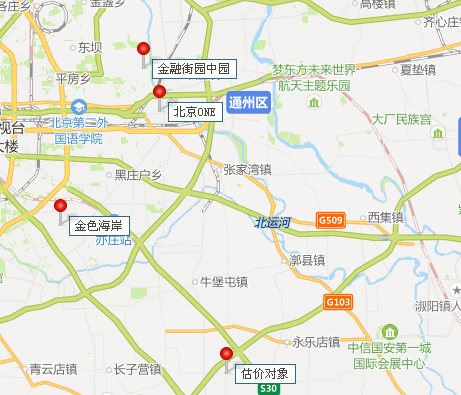 各庄乡
金盏乡
高楼镇
齐心庄
东坝
金融街园中园
梦东方未来世界
航天主题乐园
夏垫镇
平房乡
北京ONE
通州区
北京第二外
国语学院
视台
大楼
大厂民族宫
黑庄户乡
张家湾镇
金色海岸
亦庄站
北运河
G509
西集镇
牛堡屯镇
漷县镇
G103
淑阳镇人
永乐店镇
中信国安第一城
国际会展中心
青云店镇
长子营镇
估价对象
S30